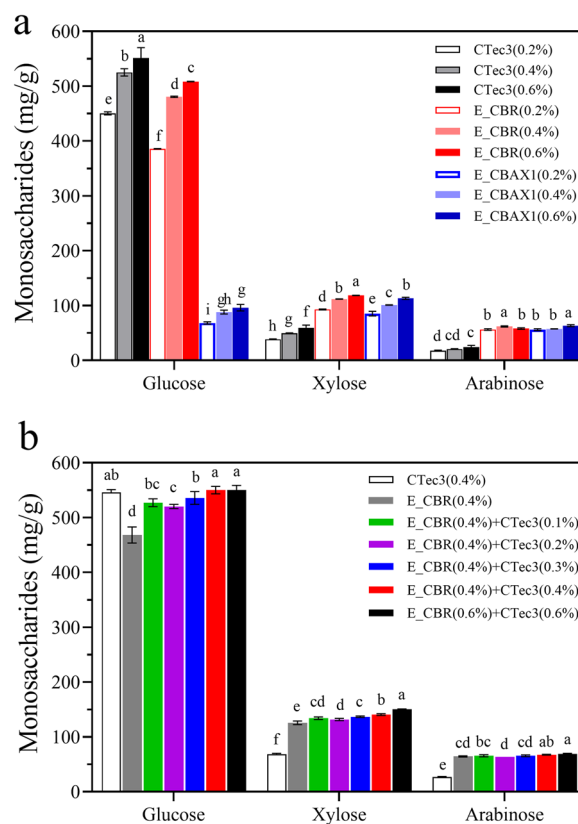 a
Monosaccharides (mg/g)
600
500
400
300
200
100
0
e b a
f d c
i gh g
h g f
d b a
e c b
d cd c
b a b
b b a
CTec3(0.2%)
CTec3(0.4%)
CTec3(0.6%)
E_CBR(0.2%)
E_CBR(0.4%)
E_CBR(0.6%)
E_CBAX1(0.2%)
E_CBAX1(0.4%)
E_CBAX1(0.6%)
Glucose Xylose Arabinose
b
Monosaccharides (mg/g)
600
500
400
300
200
100
0
ab d bc c b a a
f e cd d c b a
e cd bc d cd ab a
CTec3(0.4%)
E_CBR(0.4%)
E_CBR(0.4%)+CTec3(0.1%)
E_CBR(0.4%)+CTec3(0.2%)
E_CBR(0.4%)+CTec3(0.3%)
E_CBR(0.4%)+CTec3(0.4%)
E_CBR(0.6%)+CTec3(0.6%)
Glucose Xylose Arabinose